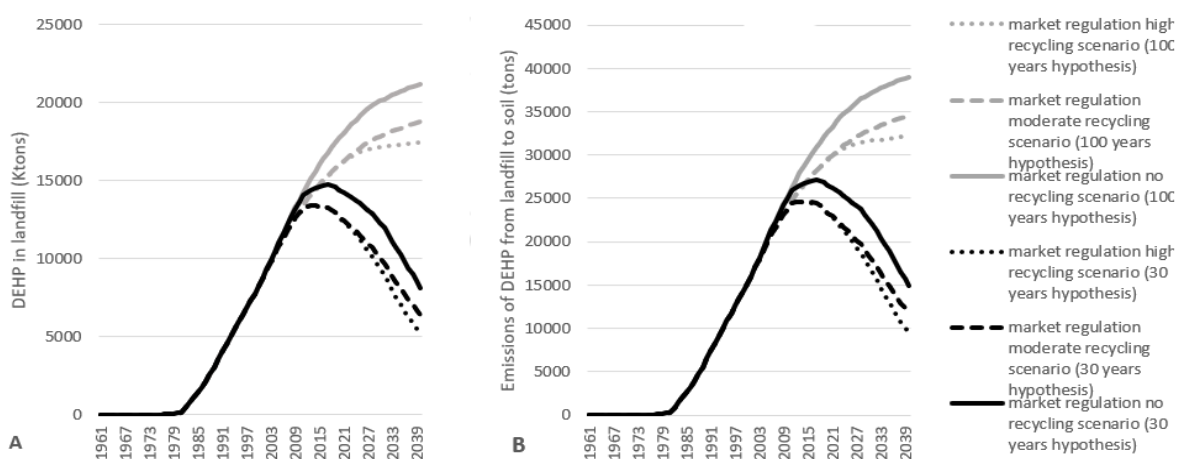 25000
20000
15000
10000
5000
0
DEHP in landfill (Ktons)
1961
1967
1973
1979
1985
1991
1997
2003
2009
2015
2021
2027
2033
2039
A
45000
40000
35000
30000
25000
20000
15000
10000
5000
0
Emissions of DEHP from landfill to soil (tons)
1961
1967
1973
1979
1985
1991
1997
2003
2009
2015
2021
2027
2033
2039
B
market regulation high
recycling scenario (100
years hypothesis)
market regulation
moderate recycling
scenario (100 years
hypothesis)
market regulation no
recycling scenario (100
years hypothesis)
market regulation high
recycling scenario (30
years hypothesis)
market regulation
moderate recycling
scenario (30 years
hypothesis)
market regulation no
recycling scenario (30
years hypothesis)